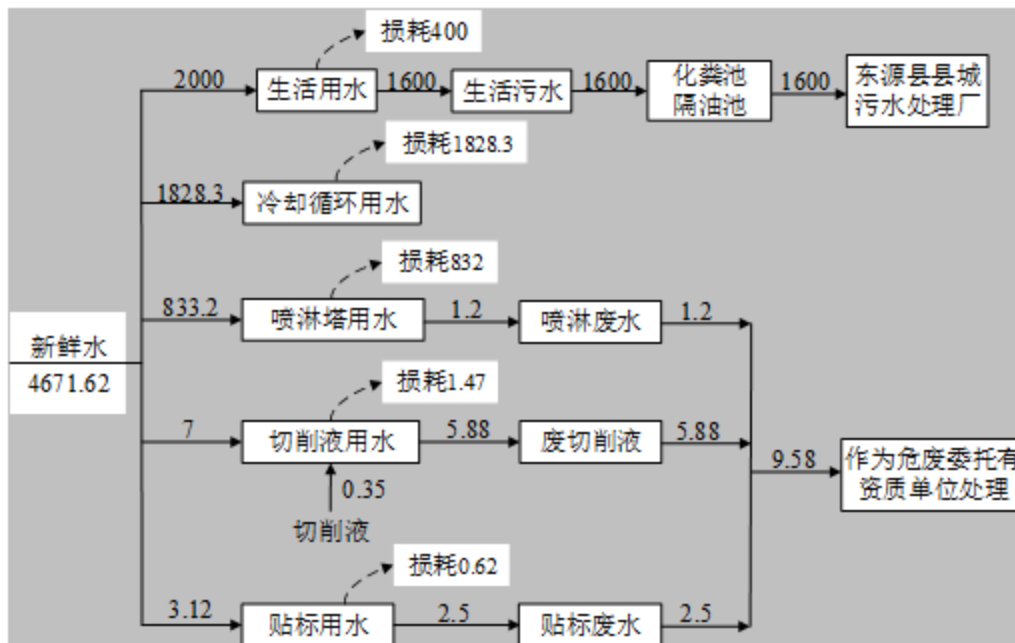 损耗400
2000
生活用水
1600
生活污水
1600
化粪池
隔油池
1600
东源县县城
污水处理厂
损耗1828.3
1828.3
冷却循环用水
损耗832
833.2
喷淋塔用水
1.2
喷淋废水
1.2
新鲜水
4671.62
损耗1.47
7
切削液用水
5.88
废切削液
5.88
9.58
作为危废委托有
资质单位处理
0.35
切削液
损耗0.62
3.12
贴标用水
2.5
贴标废水
2.5